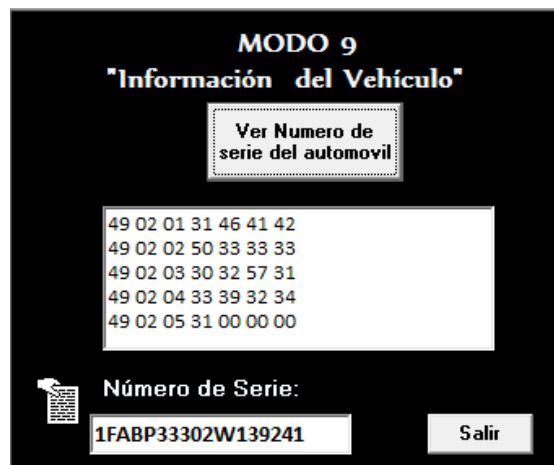 MODO 9
"Información del Vehículo"
Ver Numero de
serie del automovil
49 02 01 31 46 41 42
49 02 02 50 33 33 33
49 02 03 30 32 57 31
49 02 04 33 39 32 34
49 02 05 31 00 00 00
Número de Serie:
1FABP33302W139241
Salir